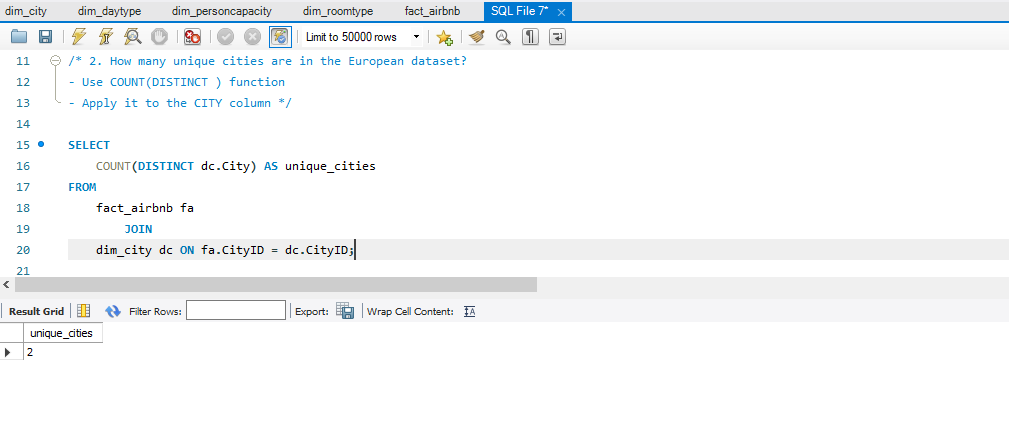 dim_city dim_daytype dim_personcapacity dim_roomtype fact_airbnb SQL File 7*
Limit to 50000 rows
11 /* 2. How many unique cities are in the European dataset?
12 - Use COUNT(DISTINCT ) function
13 - Apply it to the CITY column */
14
15 SELECT
16 COUNT(DISTINCT dc.City) AS unique_cities
17 FROM
18 fact_airbnb fa
19 JOIN
20 dim_city dc ON fa.CityID = dc.CityID;
21
Result Grid Filter Rows: Export: Wrap Cell Content: IA
unique_cities
2